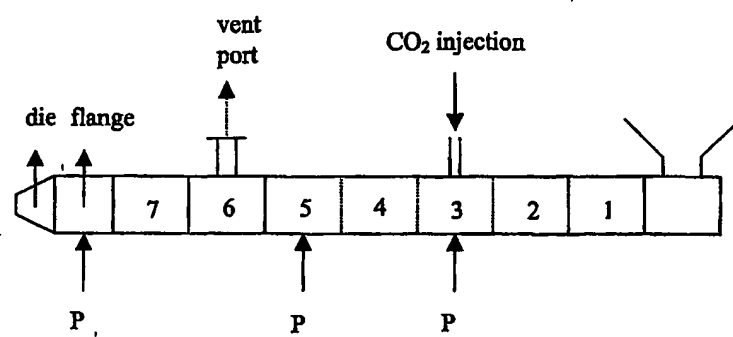 vent
port
CO₂ injection
die flange
7 6 5 4 3 2 1
P P P